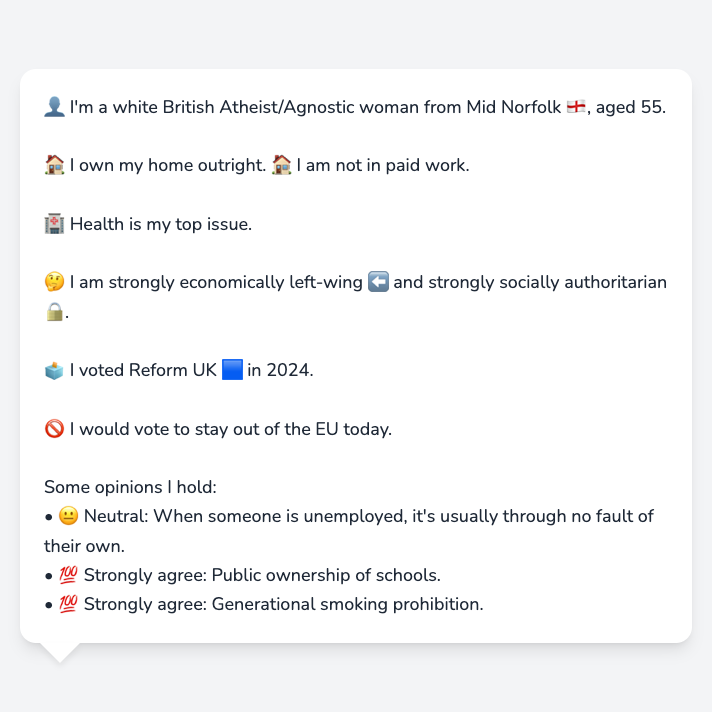 👤 I'm a white British Atheist/Agnostic woman from Mid Norfolk 🏴󠁧󠁢󠁥󠁮󠁧󠁿, aged 55.
🏠 I own my home outright. 🏠 I am not in paid work.
🏥 Health is my top issue.
🤔 I am strongly economically left-wing ⬅️ and strongly socially authoritarian
🔒.
🗳️ I voted Reform UK 🟦 in 2024.
🚫 I would vote to stay out of the EU today.
Some opinions I hold:
• 😐 Neutral: When someone is unemployed, it's usually through no fault of
their own.
• 💯 Strongly agree: Public ownership of schools.
• 💯 Strongly agree: Generational smoking prohibition.